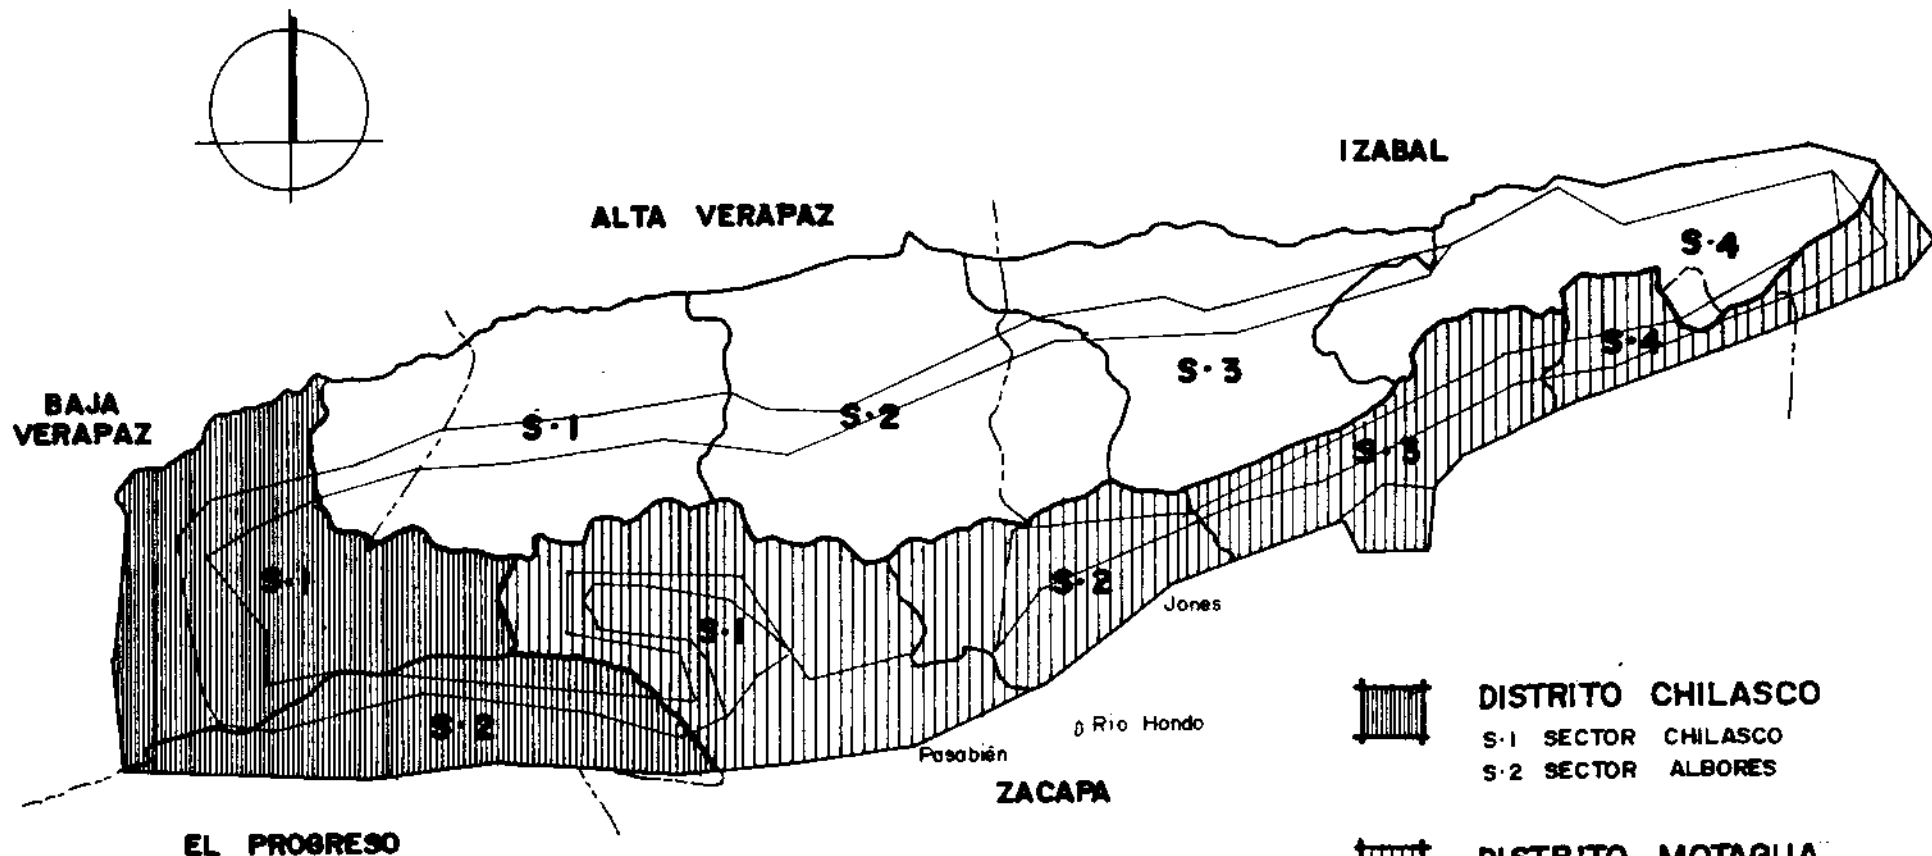 IZABAL
ALTA VERAPAZ
S·4
S·4
S·3
BAJA
VERAPAZ
S·2
S·1
S·3
S·1
S·2
Jones
S·1
S·2
DISTRITO CHILASCO
Rio Hondo
S·1 SECTOR CHILASCO
Pasabién
S·2 SECTOR ALBORES
ZACAPA
EL PROGRESO
DISTRITO MOTAGUA